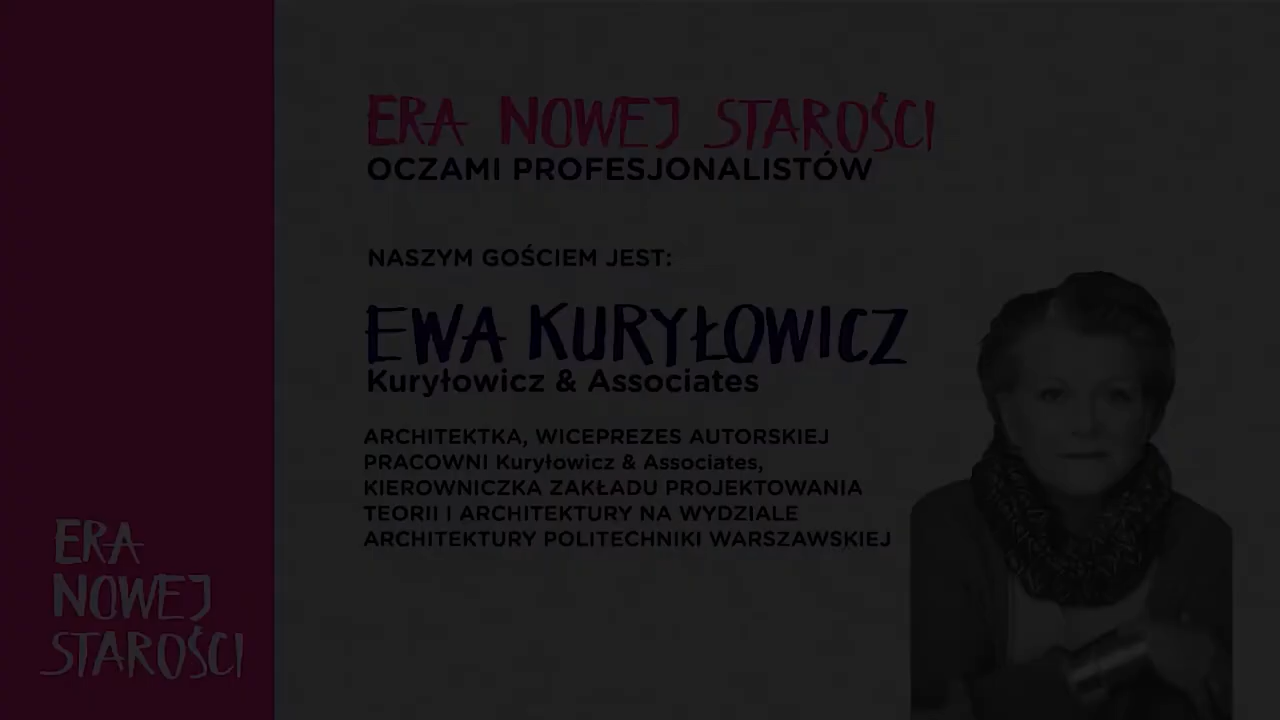 ERA NOWEJ STAROŚCI
OCZAMI PROFESJONALISTÓW
NASZYM GOŚCIEM JEST:
EWA KURYŁOWICZ
Kuryłowicz & Associates
ARCHITEKTKA, WICEPREZES AUTORSKIEJ
PRACOWNI Kuryłowicz & Associates,
KIEROWNICZKA ZAKŁADU PROJEKTOWANIA
TEORII I ARCHITEKTURY NA WYDZIALE
ARCHITEKTURY POLITECHNIKI WARSZAWSKIEJ
ERA
NOWEJ
STAROŚCI